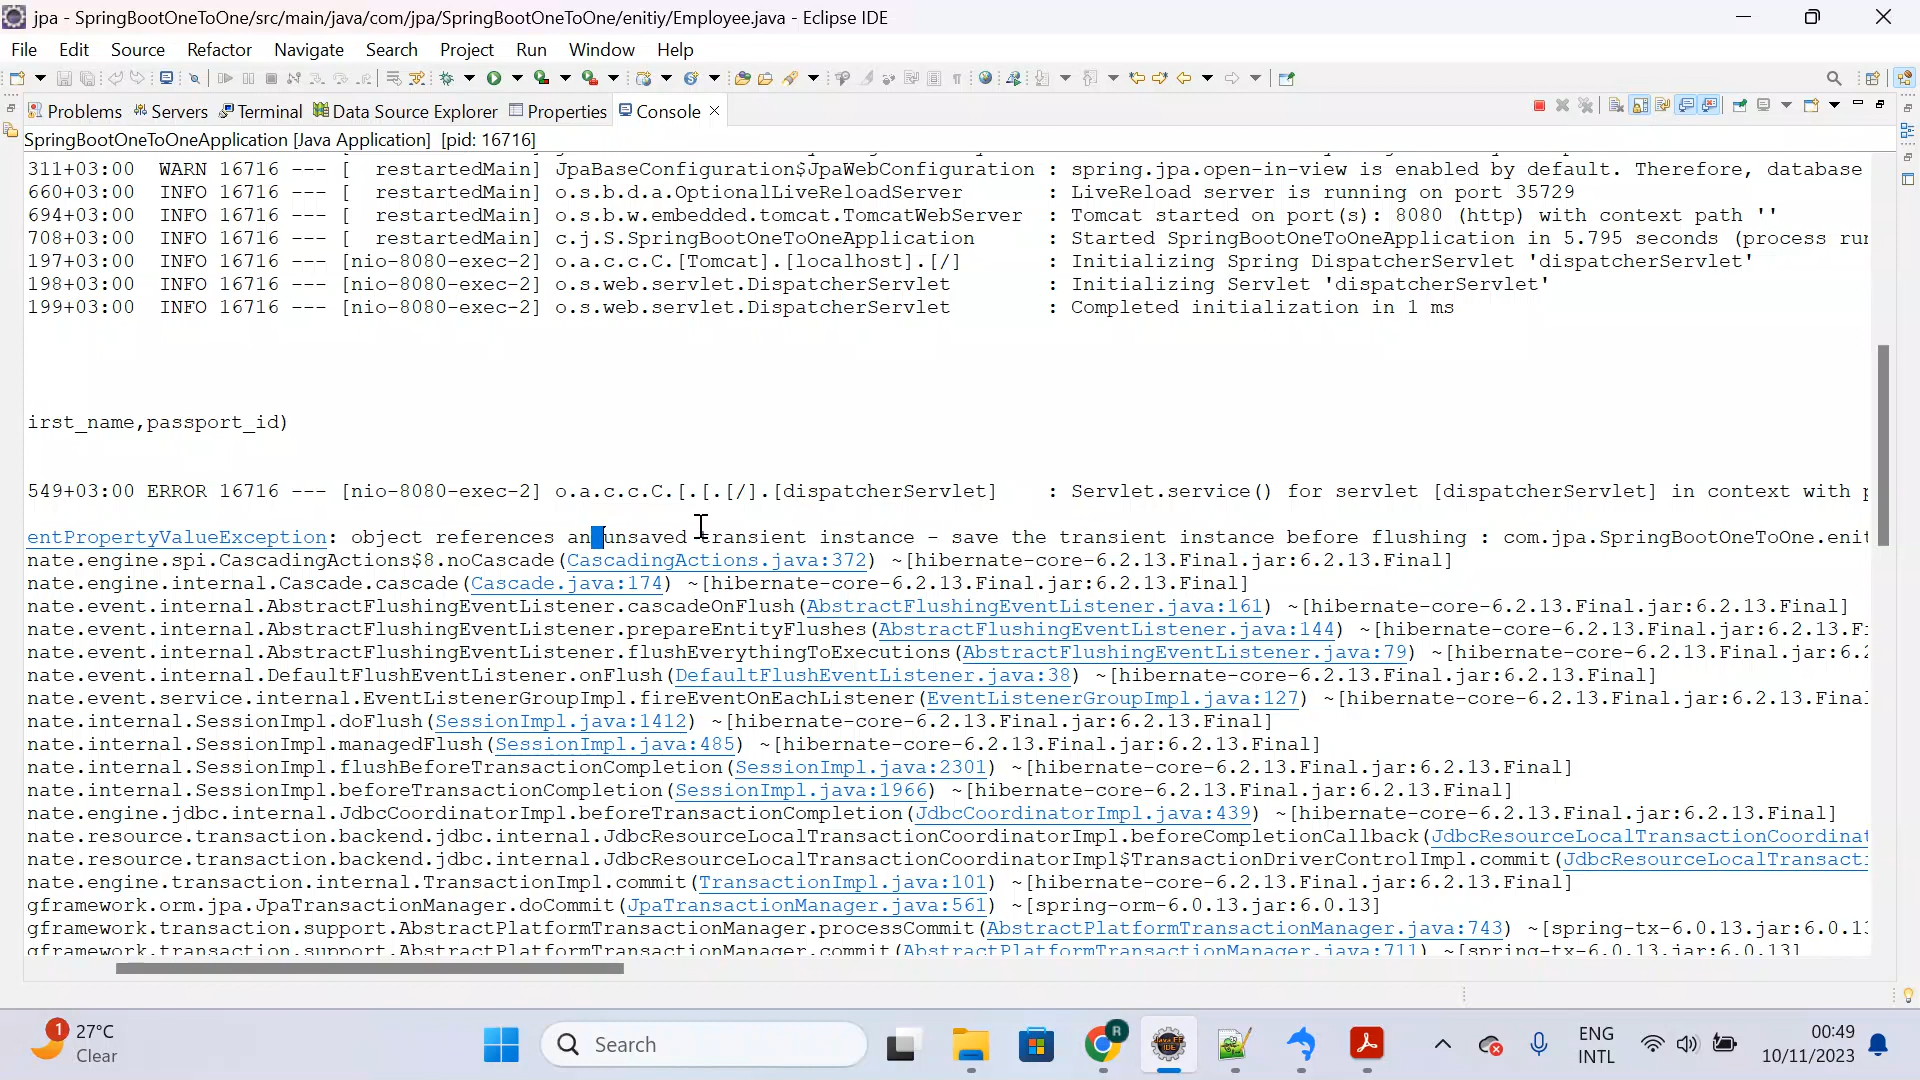 jpa - SpringBootOneToOne/src/main/java/com/jpa/SpringBootOneToOne/enitiy/Employee.java - Eclipse IDE
File Edit Source Refactor Navigate Search Project Run Window Help
Problems Servers Terminal Data Source Explorer Properties Console
SpringBootOneToOneApplication [Java Application] [pid: 16716]
311+03:00 WARN 16716 --- [ restartedMain] JpaBaseConfiguration$JpaWebConfiguration : spring.jpa.open-in-view is enabled by default. Therefore, database
660+03:00 INFO 16716 --- [ restartedMain] o.s.b.d.a.OptionalLiveReloadServer : LiveReload server is running on port 35729
694+03:00 INFO 16716 --- [ restartedMain] o.s.b.w.embedded.tomcat.TomcatWebServer : Tomcat started on port(s): 8080 (http) with context path ''
708+03:00 INFO 16716 --- [ restartedMain] c.j.S.SpringBootOneToOneApplication : Started SpringBootOneToOneApplication in 5.795 seconds (process run
197+03:00 INFO 16716 --- [nio-8080-exec-2] o.a.c.c.C.[Tomcat].[localhost].[/] : Initializing Spring DispatcherServlet 'dispatcherServlet'
198+03:00 INFO 16716 --- [nio-8080-exec-2] o.s.web.servlet.DispatcherServlet : Initializing Servlet 'dispatcherServlet'
199+03:00 INFO 16716 --- [nio-8080-exec-2] o.s.web.servlet.DispatcherServlet : Completed initialization in 1 ms
irst_name,passport_id)
549+03:00 ERROR 16716 --- [nio-8080-exec-2] o.a.c.c.C.[.[.[/].[dispatcherServlet] : Servlet.service() for servlet [dispatcherServlet] in context with p
entPropertyValueException: object references an unsaved transient instance - save the transient instance before flushing : com.jpa.SpringBootOneToOne.enit
nate.engine.spi.CascadingActions$8.noCascade(CascadingActions.java:372) ~[hibernate-core-6.2.13.Final.jar:6.2.13.Final]
nate.engine.internal.Cascade.cascade(Cascade.java:174) ~[hibernate-core-6.2.13.Final.jar:6.2.13.Final]
nate.event.internal.AbstractFlushingEventListener.cascadeOnFlush(AbstractFlushingEventListener.java:161) ~[hibernate-core-6.2.13.Final.jar:6.2.13.Final]
nate.event.internal.AbstractFlushingEventListener.prepareEntityFlushes(AbstractFlushingEventListener.java:144) ~[hibernate-core-6.2.13.Final.jar:6.2.13.F
nate.event.internal.AbstractFlushingEventListener.flushEverythingToExecutions(AbstractFlushingEventListener.java:79) ~[hibernate-core-6.2.13.Final.jar:6.2
nate.event.internal.DefaultFlushEventListener.onFlush(DefaultFlushEventListener.java:38) ~[hibernate-core-6.2.13.Final.jar:6.2.13.Final]
nate.event.service.internal.EventListenerGroupImpl.fireEventOnEachListener(EventListenerGroupImpl.java:127) ~[hibernate-core-6.2.13.Final.jar:6.2.13.Final
nate.internal.SessionImpl.doFlush(SessionImpl.java:1412) ~[hibernate-core-6.2.13.Final.jar:6.2.13.Final]
nate.internal.SessionImpl.managedFlush(SessionImpl.java:485) ~[hibernate-core-6.2.13.Final.jar:6.2.13.Final]
nate.internal.SessionImpl.flushBeforeTransactionCompletion(SessionImpl.java:2301) ~[hibernate-core-6.2.13.Final.jar:6.2.13.Final]
nate.internal.SessionImpl.beforeTransactionCompletion(SessionImpl.java:1966) ~[hibernate-core-6.2.13.Final.jar:6.2.13.Final]
nate.engine.jdbc.internal.JdbcCoordinatorImpl.beforeTransactionCompletion(JdbcCoordinatorImpl.java:439) ~[hibernate-core-6.2.13.Final.jar:6.2.13.Final]
nate.resource.transaction.backend.jdbc.internal.JdbcResourceLocalTransactionCoordinatorImpl.beforeCompletionCallback(JdbcResourceLocalTransactionCoordinat
nate.resource.transaction.backend.jdbc.internal.JdbcResourceLocalTransactionCoordinatorImpl$TransactionDriverControlImpl.commit(JdbcResourceLocalTransacti
nate.engine.transaction.internal.TransactionImpl.commit(TransactionImpl.java:101) ~[hibernate-core-6.2.13.Final.jar:6.2.13.Final]
gframework.orm.jpa.JpaTransactionManager.doCommit(JpaTransactionManager.java:561) ~[spring-orm-6.0.13.jar:6.0.13]
gframework.transaction.support.AbstractPlatformTransactionManager.processCommit(AbstractPlatformTransactionManager.java:743) ~[spring-tx-6.0.13.jar:6.0.13
gframework.transaction.support.AbstractPlatformTransactionManager.commit(AbstractPlatformTransactionManager.java:711) ~[spring-tx-6.0.13.jar:6.0.13]
1 27°C
Clear
Search
R
ENG
INTL
00:49
10/11/2023